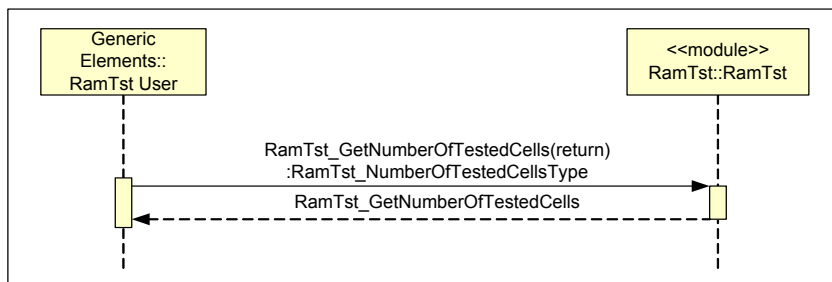 Generic
Elements::
RamTst User
<<module>>
RamTst::RamTst
RamTst_GetNumberOfTestedCells(return)
:RamTst_NumberOfTestedCellsType
RamTst_GetNumberOfTestedCells